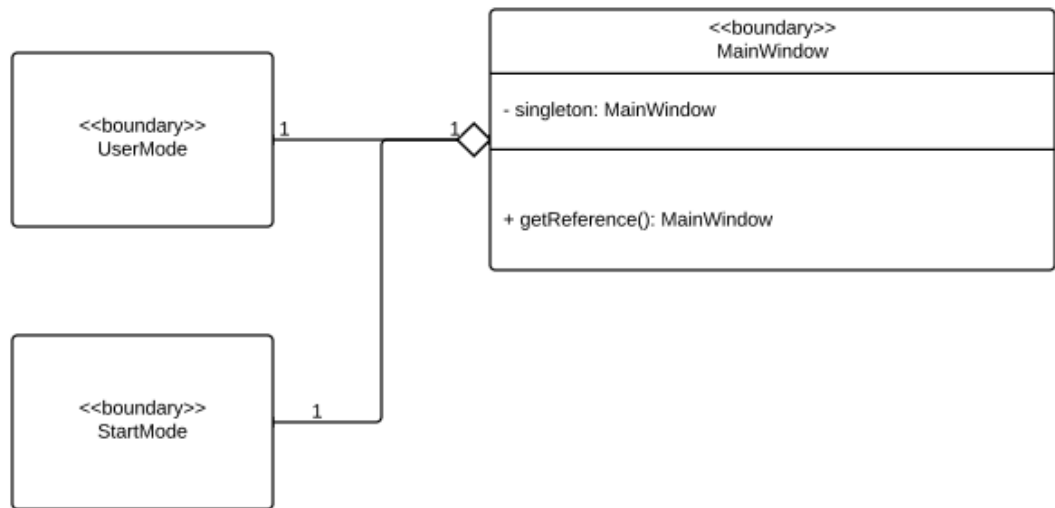 <<boundary>>
MainWindow
- singleton: MainWindow
+ getReference(): MainWindow
<<boundary>>
UserMode
1
1
<<boundary>>
StartMode
1